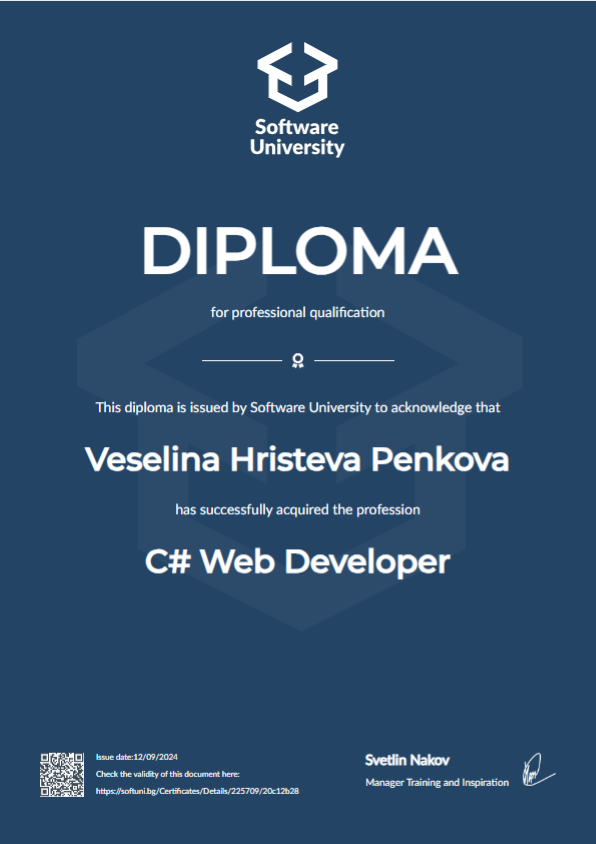 Software
University
DIPLOMA
for professional qualification
This diploma is issued by Software University to acknowledge that
Veselina Hristeva Penkova
has successfully acquired the profession
C# Web Developer
Issue date:12/09/2024
Check the validity of this document here:
https://softuni.bg/Certificates/Details/225709/20c12b28
Svetlin Nakov
Manager Training and Inspiration